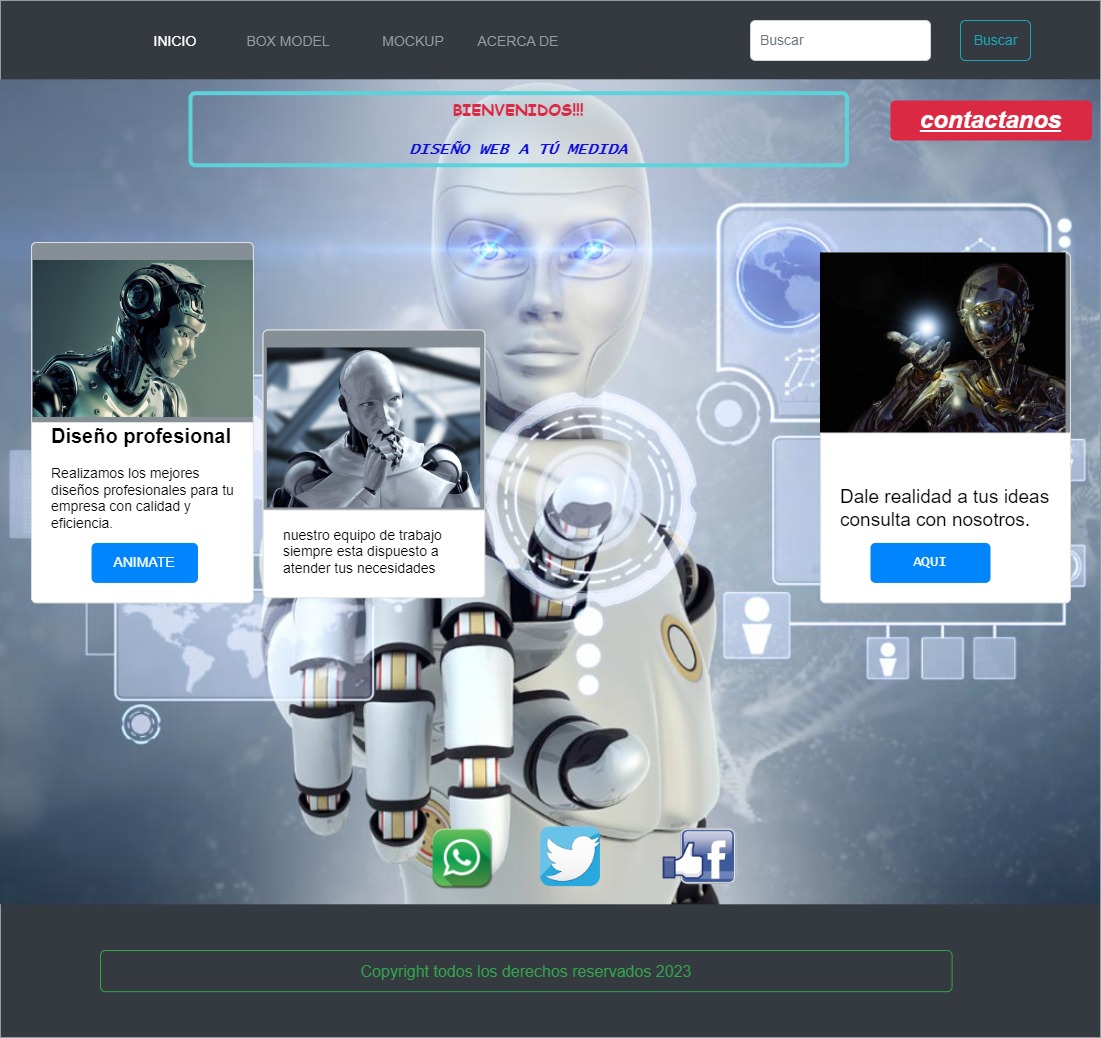 INICIO
BOX MODEL
MOCKUP
ACERCA DE
Buscar
Buscar
BIENVENIDOS!!!
DISEÑO WEB A TÚ MEDIDA
contactanos
Diseño profesional
Realizamos los mejores
diseños profesionales para tu
empresa con calidad y
eficiencia.
ANIMATE
nuestro equipo de trabajo
siempre esta dispuesto a
atender tus necesidades
Dale realidad a tus ideas
consulta con nosotros.
AQUI
Copyright todos los derechos reservados 2023